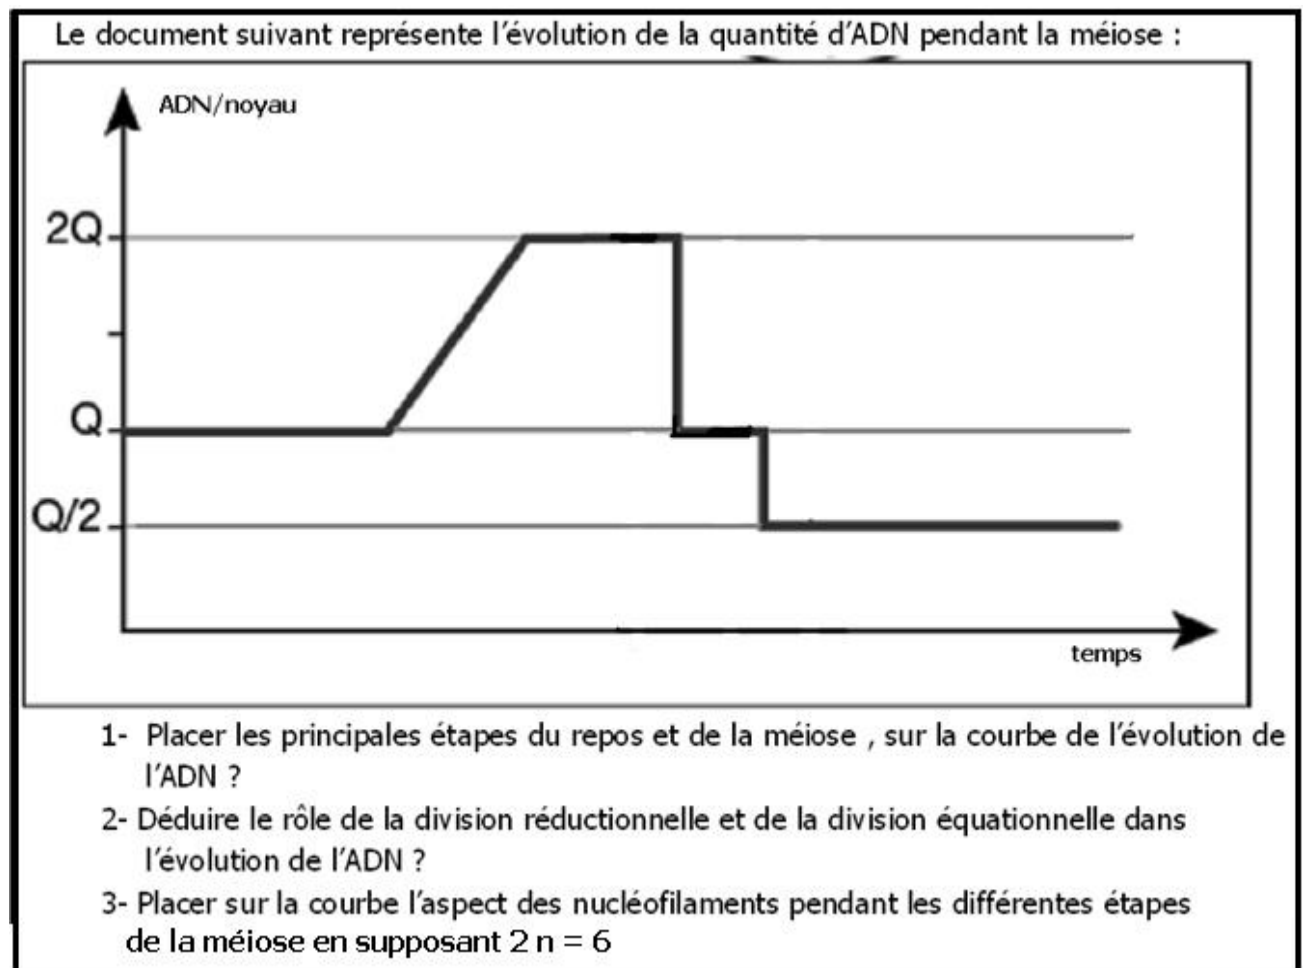 Le document suivant représente l'évolution de la quantité d'ADN pendant la méiose :
ADN/noyau
2Q
Q
Q/2
temps
1- Placer les principales étapes du repos et de la méiose , sur la courbe de l'évolution de
l'ADN ?
2- Déduire le rôle de la division réductionnelle et de la division équationnelle dans
l'évolution de l'ADN ?
3- Placer sur la courbe l'aspect des nucléofilaments pendant les différentes étapes
de la méiose en supposant 2 n = 6